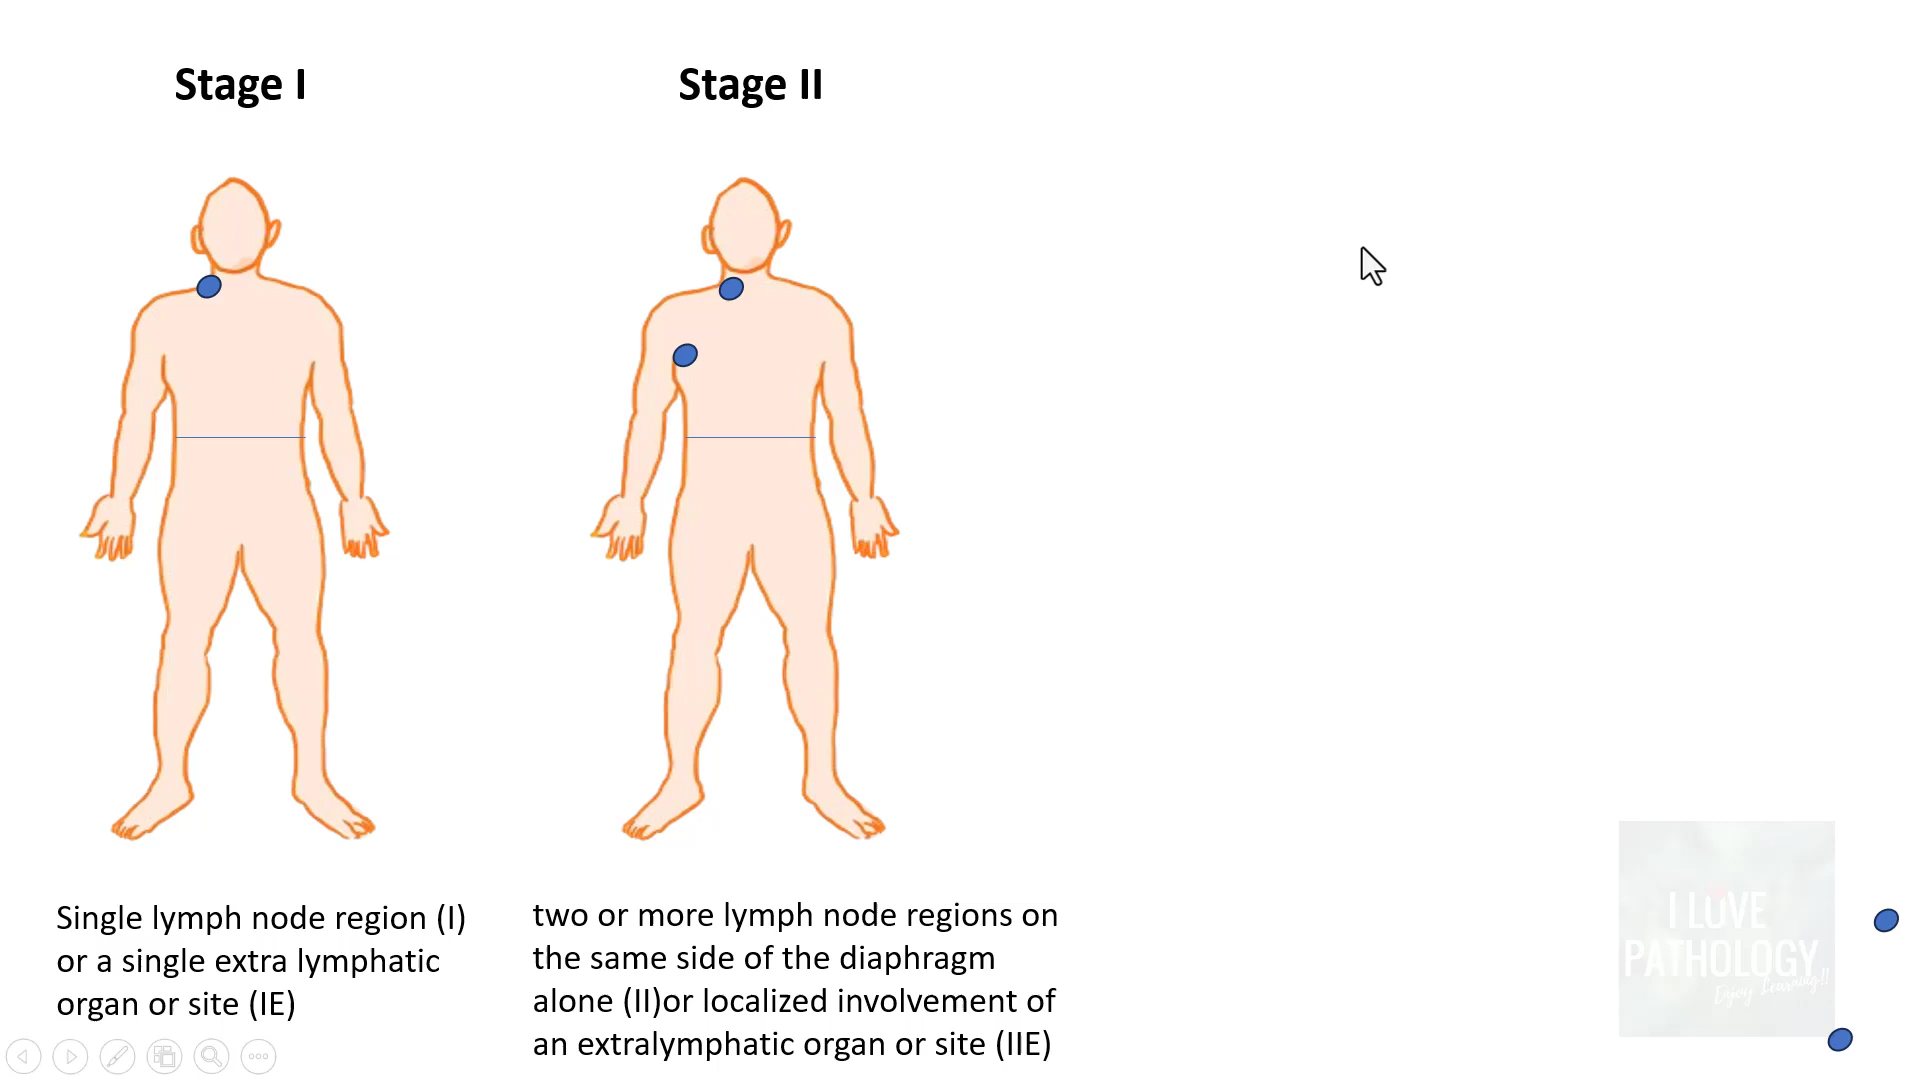 Stage I
Stage II
Single lymph node region (I)
or a single extra lymphatic
organ or site (IE)
two or more lymph node regions on
the same side of the diaphragm
alone (II)or localized involvement of
an extralymphatic organ or site (IIE)
I LOVE
PATHOLOGY
Enjoy Learning!!